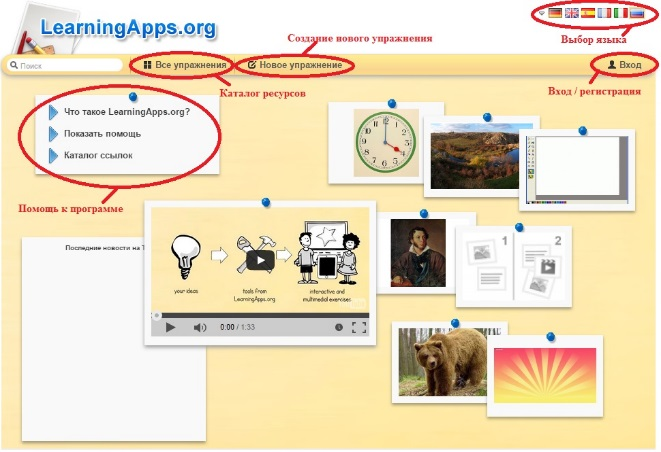 LearningApps.org
Создание нового упражнения
Выбор языка
Поиск
Все упражнения
Новое упражнение
Вход
Каталог ресурсов
Вход / регистрация
Что такое LearningApps.org?
Показать помощь
Каталог ссылок
Помощь к программе
Последние новости на T
your ideas
tools from
LearningApps.org
interactive and
multimedial exercises
0:00 / 1:33
1
2